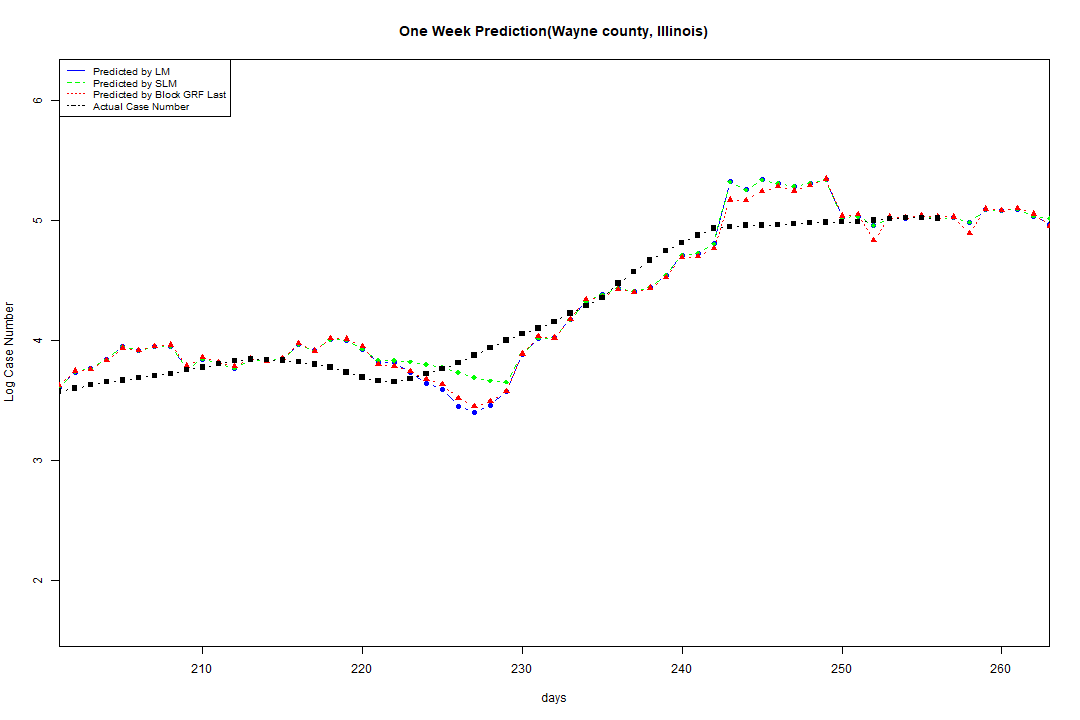 One Week Prediction(Wayne county, Illinois)
Predicted by LM
Predicted by SLM
Predicted by Block GRF Last
Actual Case Number
Log Case Number
6
5
4
3
2
210 220 230 240 250 260
days